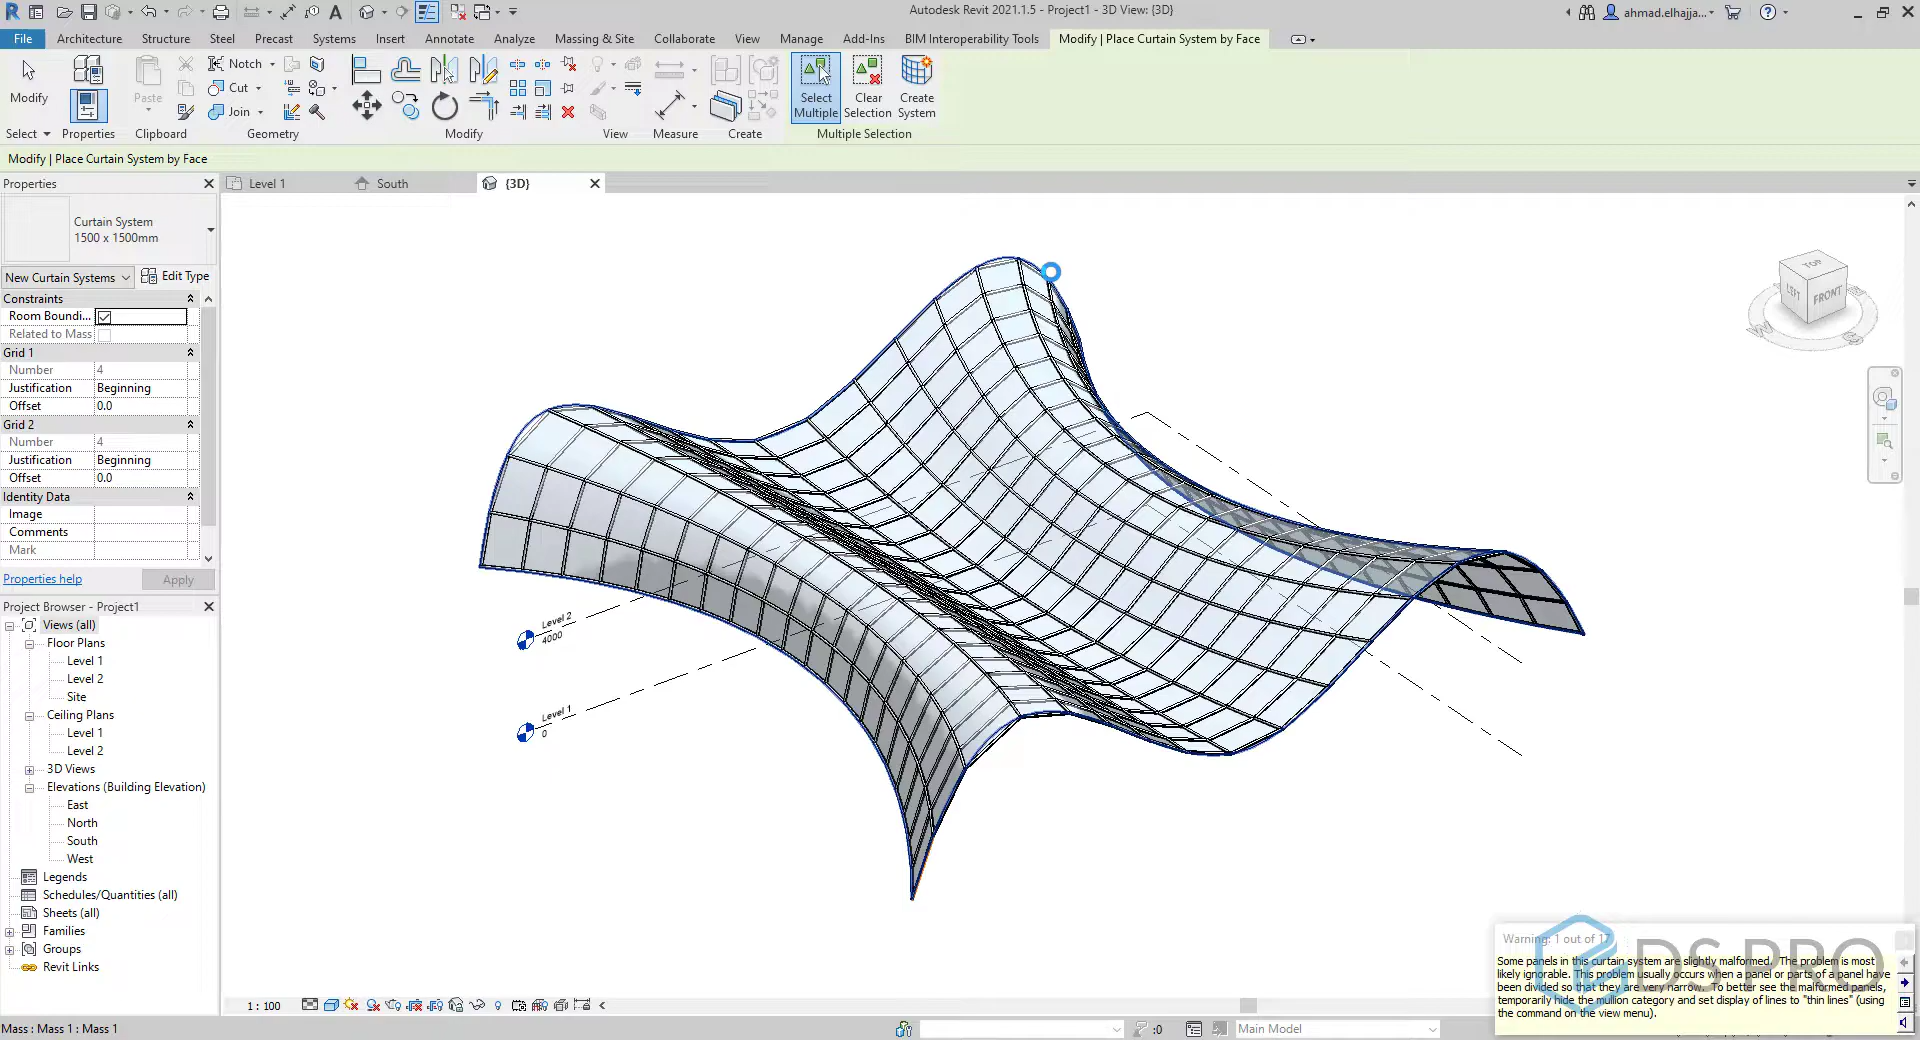 Autodesk Revit 2021.1.5 - Project1 - 3D View: {3D}
ahmad.elhajja...
File
Architecture
Structure
Steel
Precast
Systems
Insert
Annotate
Analyze
Massing & Site
Collaborate
View
Manage
Add-Ins
BIM Interoperability Tools
Modify | Place Curtain System by Face
Modify
Paste
Notch
Cut
Join
Select Multiple
Clear Selection
Create System
Select
Properties
Clipboard
Geometry
Modify
View
Measure
Create
Multiple Selection
Modify | Place Curtain System by Face
Properties
Level 1
South
{3D}
Curtain System
1500 x 1500mm
New Curtain Systems
Edit Type
Constraints
Room Boundi...
Related to Mass
Grid 1
Number 4
Justification Beginning
Offset 0.0
Grid 2
Number 4
Justification Beginning
Offset 0.0
Identity Data
Image
Comments
Mark
Properties help
Apply
Project Browser - Project1
Views (all)
Floor Plans
Level 1
Level 2
Site
Ceiling Plans
Level 1
Level 2
3D Views
Elevations (Building Elevation)
East
North
South
West
Legends
Schedules/Quantities (all)
Sheets (all)
Families
Groups
Revit Links
TOP
LEFT
FRONT
W
S
Level 2
4000
Level 1
0
Warning: 1 out of 17
Some panels in this curtain system are slightly malformed. The problem is most
likely ignorable. This problem usually occurs when a panel or parts of a panel have
been divided so that they are very narrow. To better see the malformed panels,
temporarily hide the mullion category and set display of lines to "thin lines" (using
the command on the view menu).
DS PRO
1 : 100
Mass : Mass 1 : Mass 1
:0
Main Model